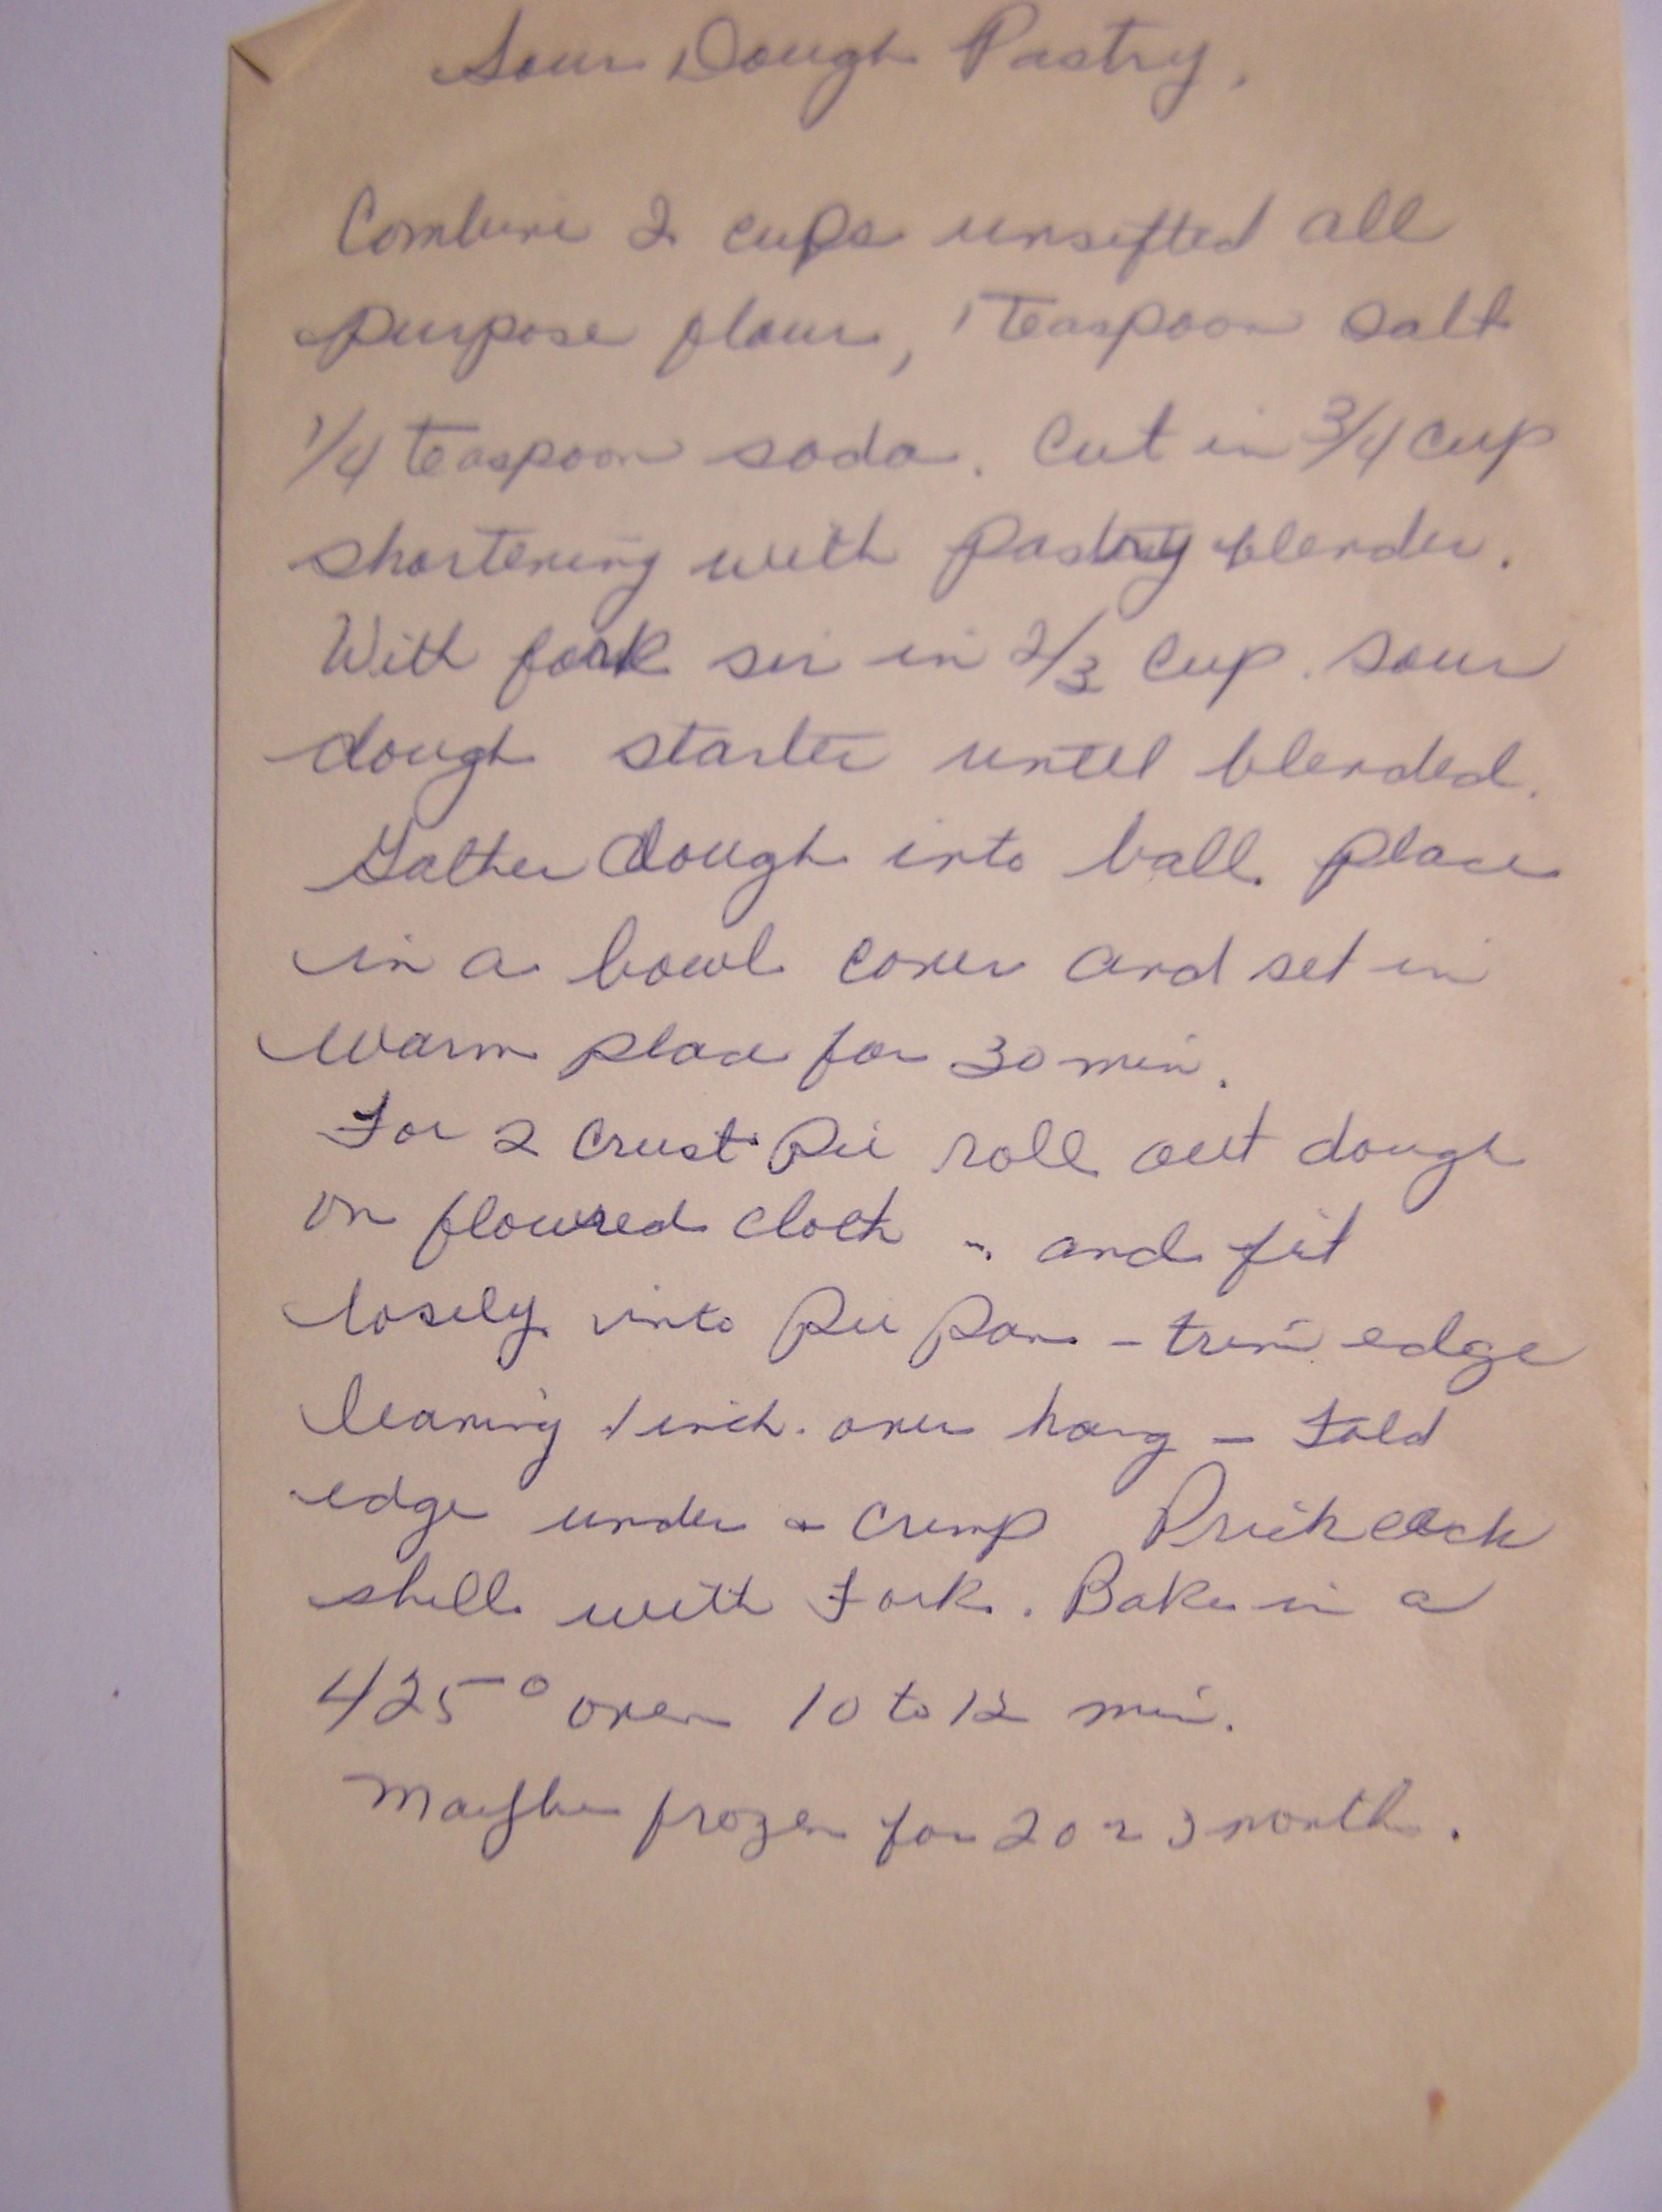 Sour Dough Pastry.
Combine 2 cups unsifted all
purpose flour, 1 Teaspoon salt
1/4 teaspoon soda. Cut in 3/4 cup
shortening with pastry blender.
With fork sir in 2/3 cup. sour
dough starter until blended.
Gather dough into ball. Place
in a bowl cover and set in
warm place for 30 min.
For 2 crust Pie roll out dough
on floured cloth - and fit
losely into Pie Pan - trim edge
leaving 1 inch. over hang - Fold
edge under & crimp Prick each
shell with Fork. Bake in a
425° oven 10 to 12 min.
May be frozen for 2 or 3 month.